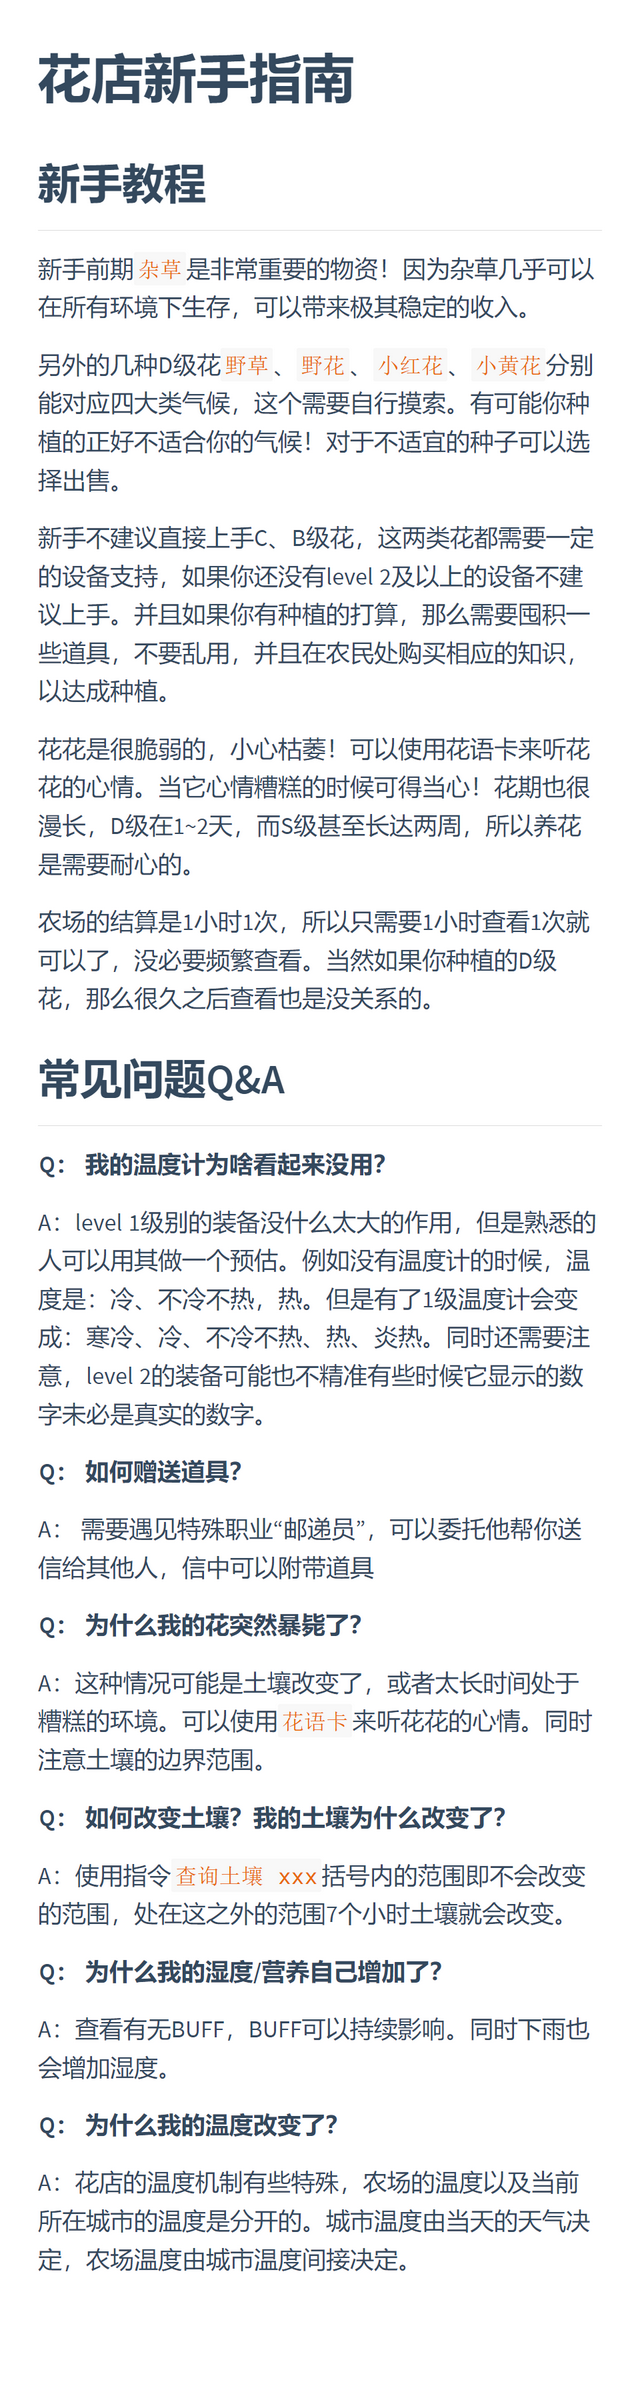 花店新手指南
新手教程
新手前期杂草是非常重要的物资！因为杂草几乎可以
在所有环境下生存，可以带来极其稳定的收入。
另外的几种D级花野草、野花、小红花、小黄花分别
能对应四大类气候，这个需要自行摸索。有可能你种
植的正好不适合你的气候！对于不适宜的种子可以选
择出售。
新手不建议直接上手C、B级花，这两类花都需要一定
的设备支持，如果你还没有level 2及以上的设备不建
议上手。并且如果你有种植的打算，那么需要囤积一
些道具，不要乱用，并且在农民处购买相应的知识，
以达成种植。
花花是很脆弱的，小心枯萎！可以使用花语卡来听花
花的心情。当它心情糟糕的时候可得当心！花期也很
漫长，D级在1~2天，而S级甚至长达两周，所以养花
是需要耐心的。
农场的结算是1小时1次，所以只需要1小时查看1次就
可以了，没必要频繁查看。当然如果你种植的D级
花，那么很久之后查看也是没关系的。
常见问题Q&A
Q： 我的温度计为啥看起来没用？
A：level 1级别的装备没什么太大的作用，但是熟悉的
人可以用其做一个预估。例如没有温度计的时候，温
度是：冷、不冷不热，热。但是有了1级温度计会变
成：寒冷、冷、不冷不热、热、炎热。同时还需要注
意，level 2的装备可能也不精准有些时候它显示的数
字未必是真实的数字。
Q： 如何赠送道具？
A： 需要遇见特殊职业“邮递员”，可以委托他帮你送
信给其他人，信中可以附带道具
Q： 为什么我的花突然暴毙了？
A：这种情况可能是土壤改变了，或者太长时间处于
糟糕的环境。可以使用花语卡来听花花的心情。同时
注意土壤的边界范围。
Q： 如何改变土壤？我的土壤为什么改变了？
A：使用指令查询土壤 xxx括号内的范围即不会改变
的范围，处在这之外的范围7个小时土壤就会改变。
Q： 为什么我的湿度/营养自己增加了？
A：查看有无BUFF，BUFF可以持续影响。同时下雨也
会增加湿度。
Q： 为什么我的温度改变了？
A：花店的温度机制有些特殊，农场的温度以及当前
所在城市的温度是分开的。城市温度由当天的天气决
定，农场温度由城市温度间接决定。